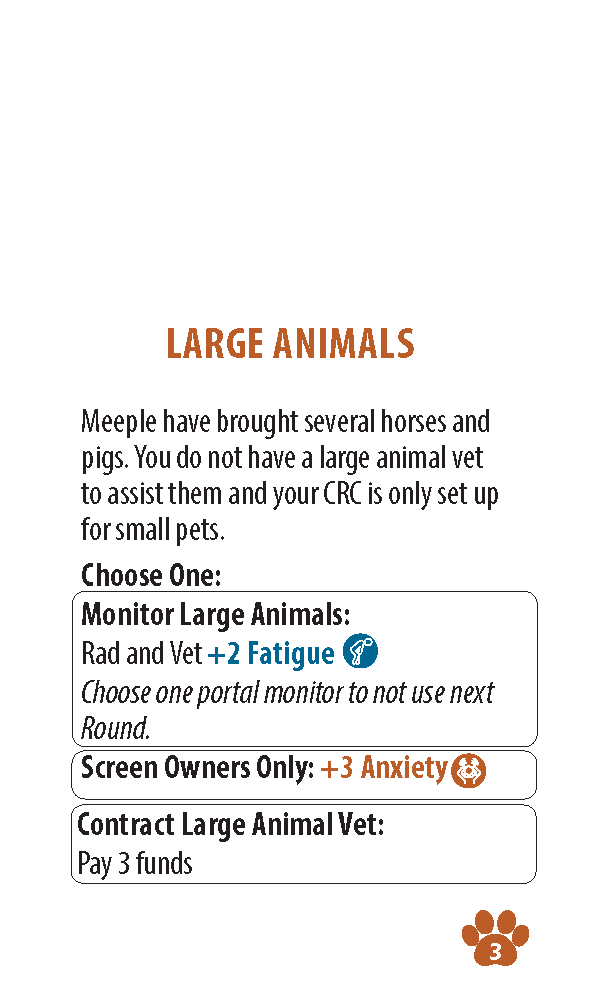 LARGE ANIMALS
Meeple have brought several horses and
pigs. You do not have a large animal vet
to assist them and your CRC is only set up
for small pets.
Choose One:
Monitor Large Animals:
Rad and Vet +2 Fatigue
Choose one portal monitor to not use next
Round.
Screen Owners Only: +3 Anxiety
Contract Large Animal Vet:
Pay 3 funds
3